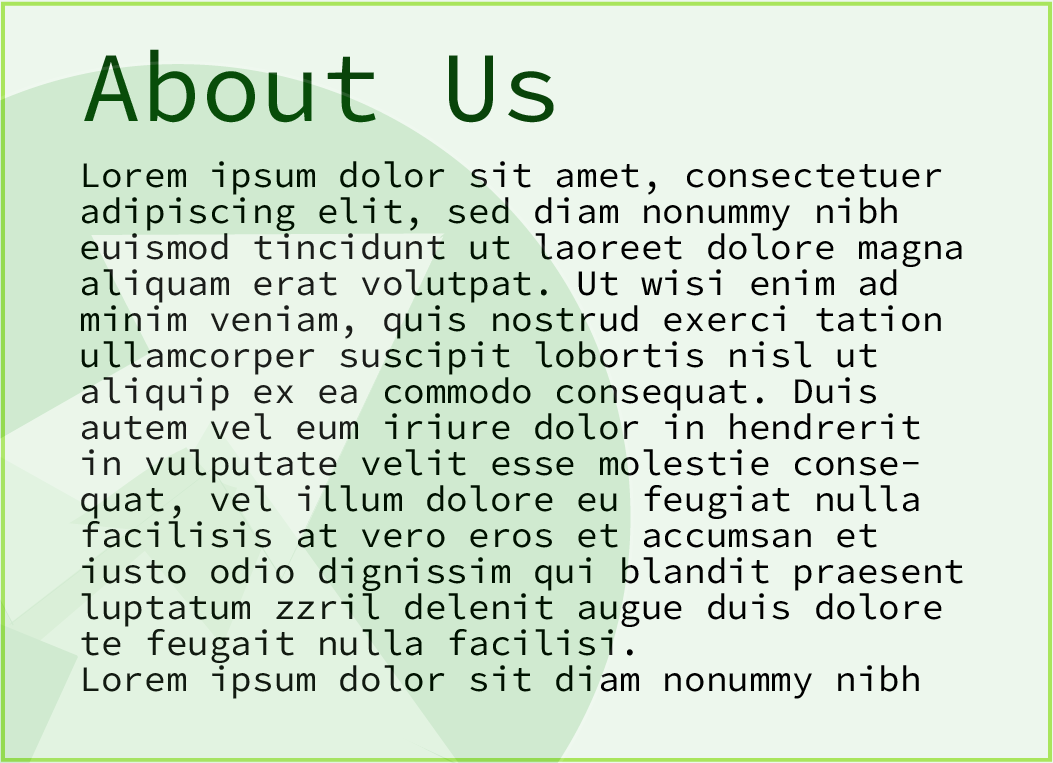 About Us
Lorem ipsum dolor sit amet, consectetuer
adipiscing elit, sed diam nonummy nibh
euismod tincidunt ut laoreet dolore magna
aliquam erat volutpat. Ut wisi enim ad
minim veniam, quis nostrud exerci tation
ullamcorper suscipit lobortis nisl ut
aliquip ex ea commodo consequat. Duis
autem vel eum iriure dolor in hendrerit
in vulputate velit esse molestie conse-
quat, vel illum dolore eu feugiat nulla
facilisis at vero eros et accumsan et
iusto odio dignissim qui blandit praesent
luptatum zzril delenit augue duis dolore
te feugait nulla facilisi.
Lorem ipsum dolor sit diam nonummy nibh